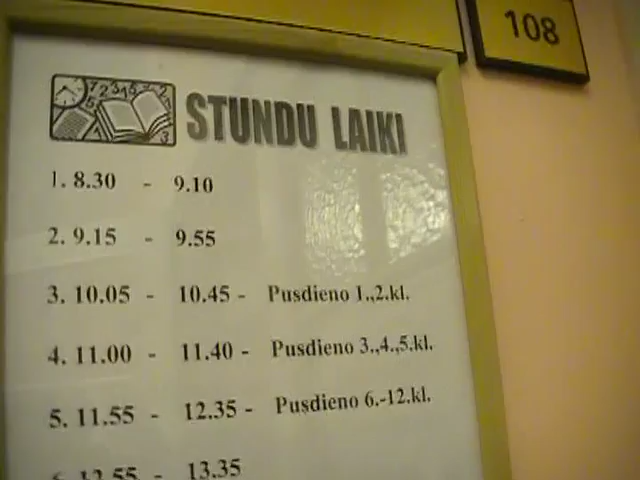 108
STUNDU LAIKI
1. 8.30 - 9.10
2. 9.15 - 9.55
3. 10.05 - 10.45 - Pusdieno 1.,2.kl.
4. 11.00 - 11.40 - Pusdieno 3.,4.,5.kl.
5. 11.55 - 12.35 - Pusdieno 6.-12.kl.
6. 12.55 - 13.35